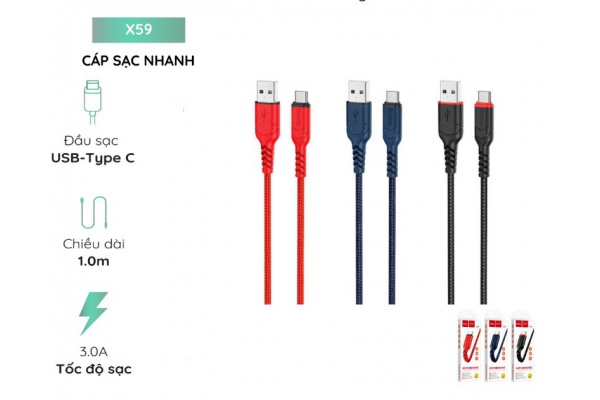 X59
CÁP SẠC NHANH
Đầu sạc
USB-Type C
Chiều dài
1.0m
3.0A
Tốc độ sạc